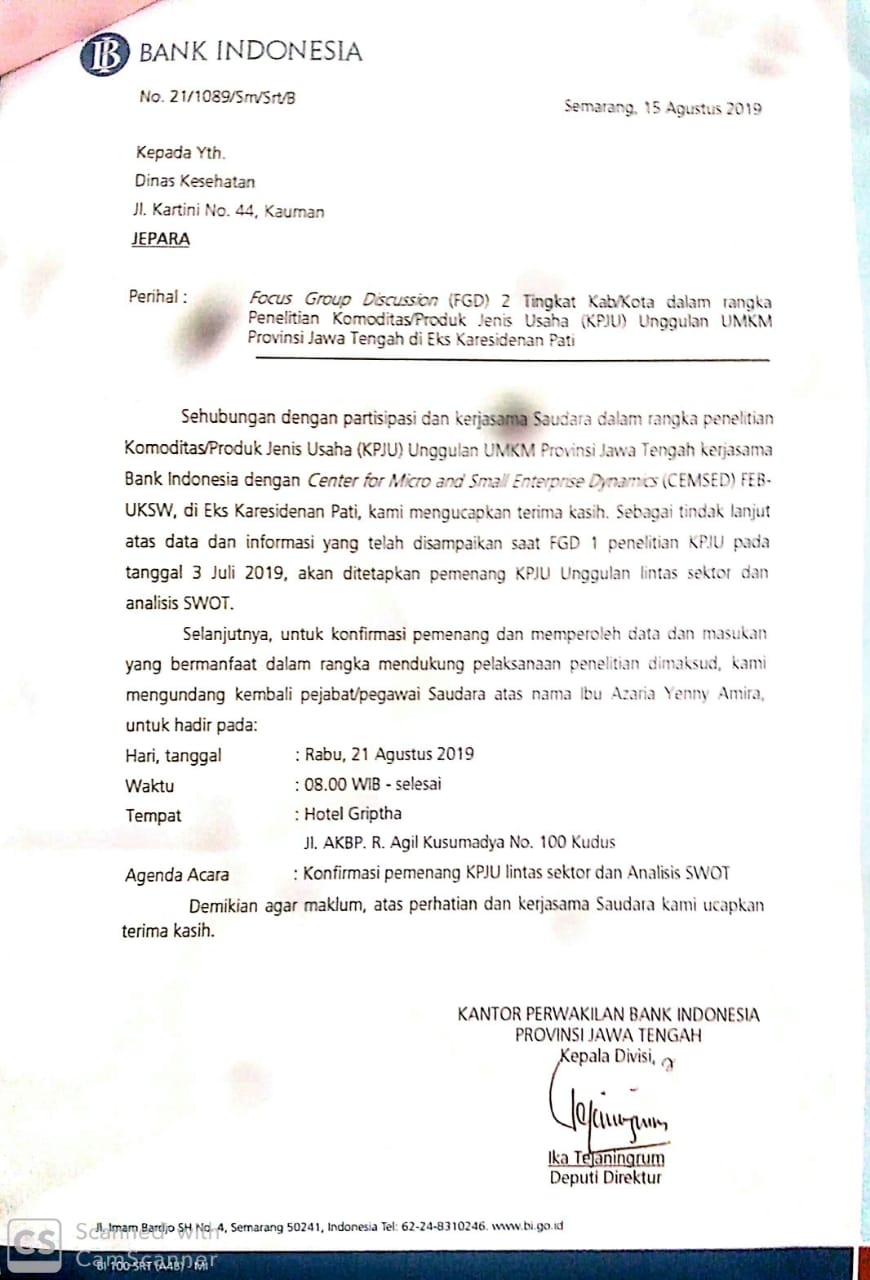 BANK INDONESIA
No. 21/1089/Sm/Srt/B
Semarang, 15 Agustus 2019
Kepada Yth.
Dinas Kesehatan
Jl. Kartini No. 44, Kauman
JEPARA
Perihal : Focus Group Discussion (FGD) 2 Tingkat Kab/Kota dalam rangka
Penelitian Komoditas/Produk Jenis Usaha (KPJU) Unggulan UMKM
Provinsi Jawa Tengah di Eks Karesidenan Pati
Sehubungan dengan partisipasi dan kerjasama Saudara dalam rangka penelitian
Komoditas/Produk Jenis Usaha (KPJU) Unggulan UMKM Provinsi Jawa Tengah kerjasama
Bank Indonesia dengan Center for Micro and Small Enterprise Dynamics (CEMSED) FEB-
UKSW, di Eks Karesidenan Pati, kami mengucapkan terima kasih. Sebagai tindak lanjut
atas data dan informasi yang telah disampaikan saat FGD 1 penelitian KPJU pada
tanggal 3 Juli 2019, akan ditetapkan pemenang KPJU Unggulan lintas sektor dan
analisis SWOT.
Selanjutnya, untuk konfirmasi pemenang dan memperoleh data dan masukan
yang bermanfaat dalam rangka mendukung pelaksanaan penelitian dimaksud, kami
mengundang kembali pejabat/pegawai Saudara atas nama Ibu Azaria Yenny Amira,
untuk hadir pada:
Hari, tanggal : Rabu, 21 Agustus 2019
Waktu : 08.00 WIB - selesai
Tempat : Hotel Griptha
Jl. AKBP. R. Agil Kusumadya No. 100 Kudus
Agenda Acara : Konfirmasi pemenang KPJU lintas sektor dan Analisis SWOT
Demikian agar maklum, atas perhatian dan kerjasama Saudara kami ucapkan
terima kasih.
KANTOR PERWAKILAN BANK INDONESIA
PROVINSI JAWA TENGAH
Kepala Divisi,
Ika Tejaningrum
Deputi Direktur
Jl. Imam Bardjo SH No. 4, Semarang 50241, Indonesia Tel: 62-24-8310246. www.bi.go.id
CS Scanned with
CamScanner
BI 100-SRT (A4B) - MI